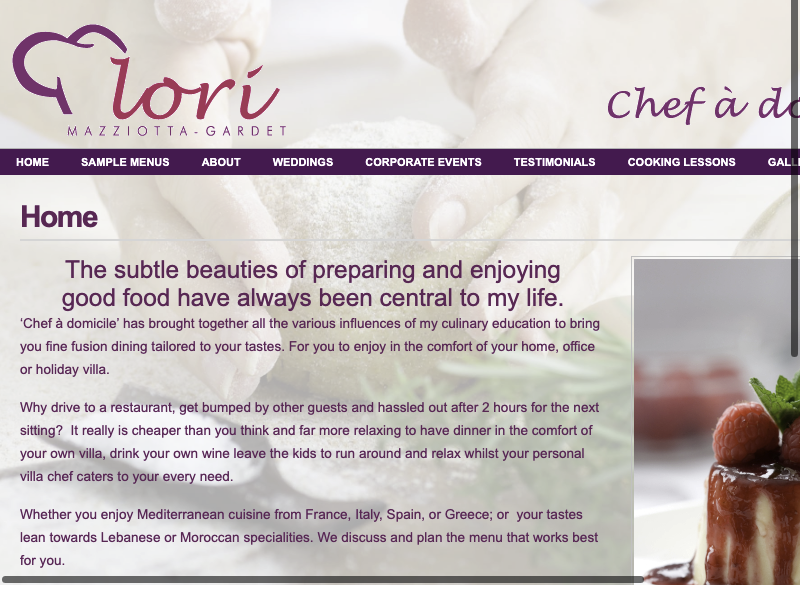 lori
MAZZIOTTA-GARDET
Chef à do
HOME SAMPLE MENUS ABOUT WEDDINGS CORPORATE EVENTS TESTIMONIALS COOKING LESSONS GALL
Home
The subtle beauties of preparing and enjoying
good food have always been central to my life.
‘Chef à domicile’ has brought together all the various influences of my culinary education to bring
you fine fusion dining tailored to your tastes. For you to enjoy in the comfort of your home, office
or holiday villa.
Why drive to a restaurant, get bumped by other guests and hassled out after 2 hours for the next
sitting?  It really is cheaper than you think and far more relaxing to have dinner in the comfort of
your own villa, drink your own wine leave the kids to run around and relax whilst your personal
villa chef caters to your every need.
Whether you enjoy Mediterranean cuisine from France, Italy, Spain, or Greece; or  your tastes
lean towards Lebanese or Moroccan specialities. We discuss and plan the menu that works best
for you.